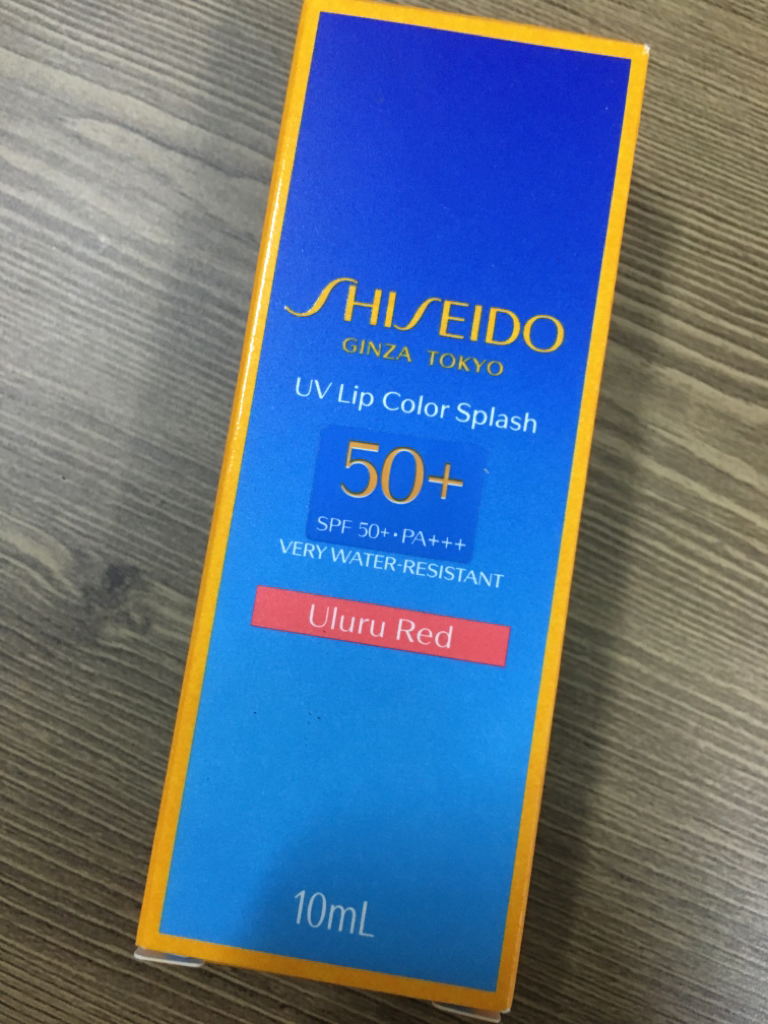 SHISEIDO
GINZA TOKYO
UV Lip Color Splash
50+
SPF 50+·PA+++
VERY WATER-RESISTANT
Uluru Red
10mL